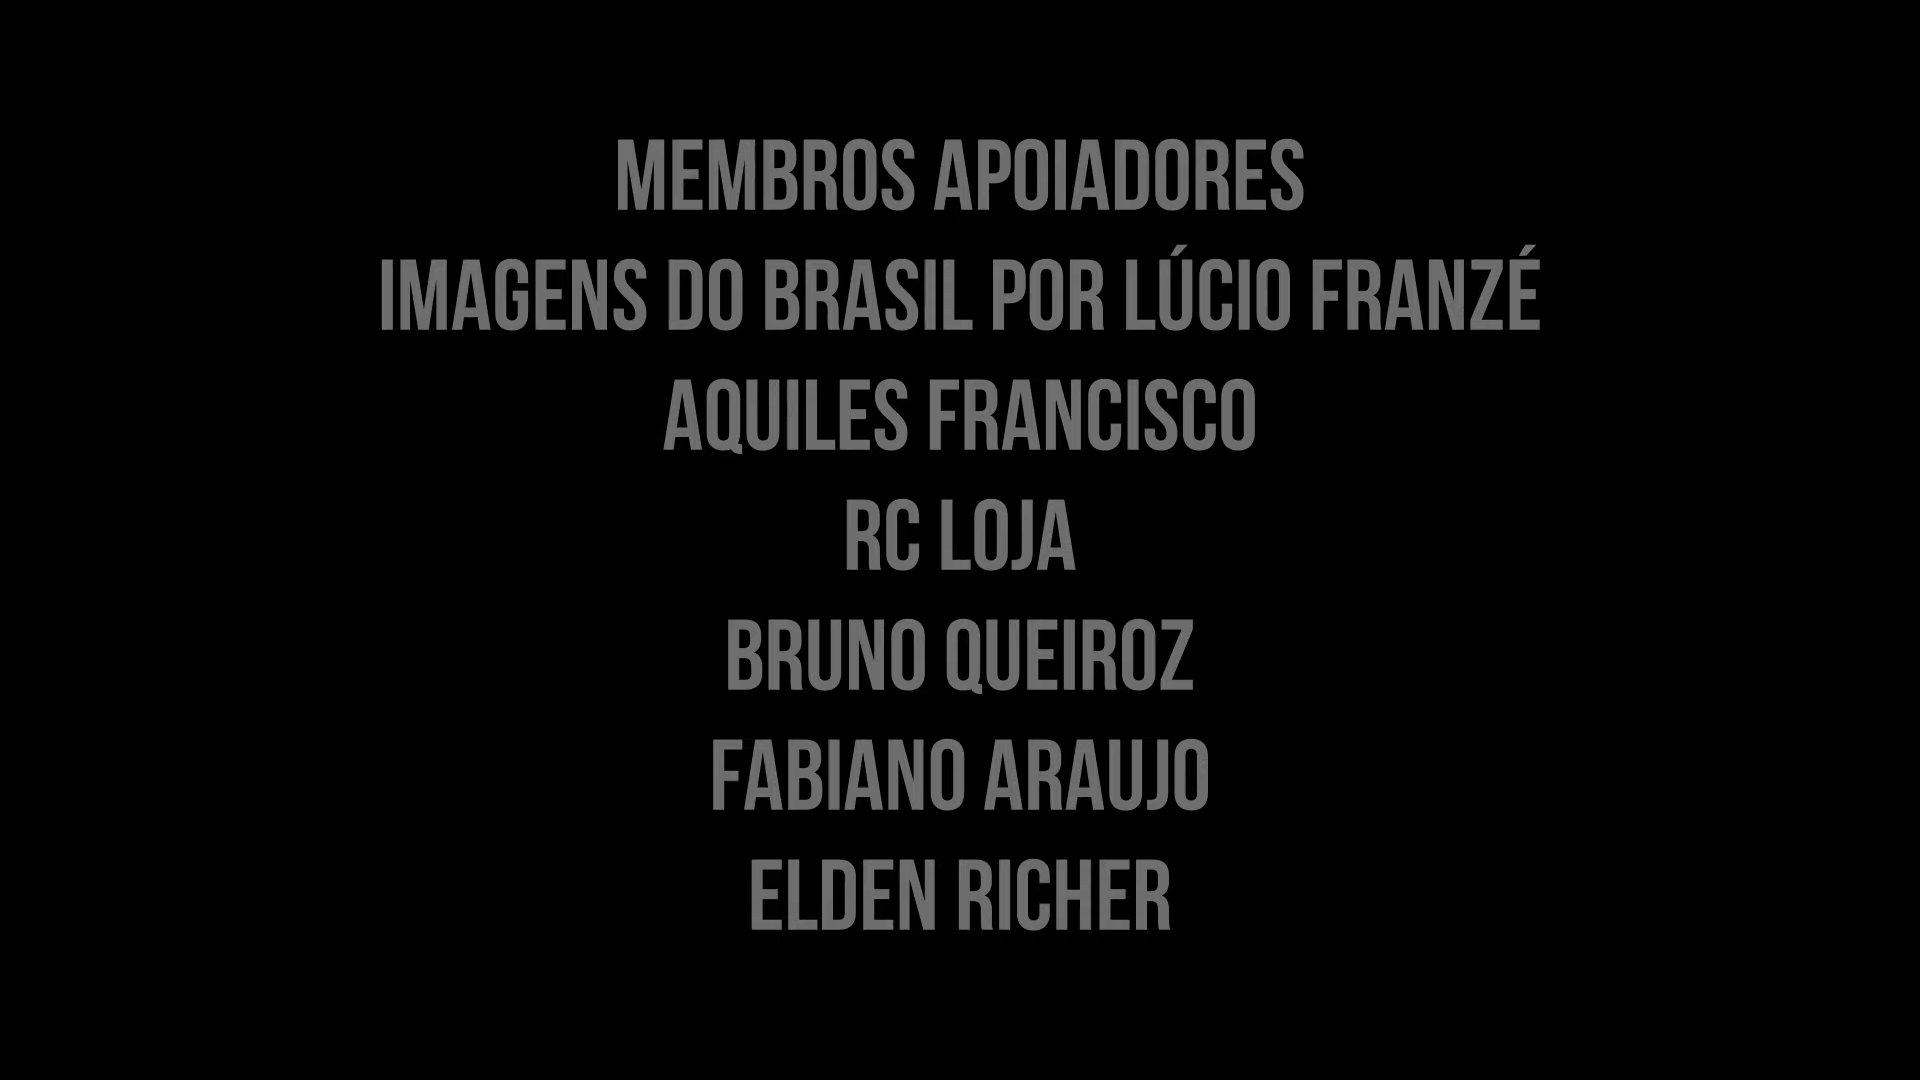 MEMBROS APOIADORES
IMAGENS DO BRASIL POR LÚCIO FRANZÉ
AQUILES FRANCISCO
RC LOJA
BRUNO QUEIROZ
FABIANO ARAUJO
ELDEN RICHER